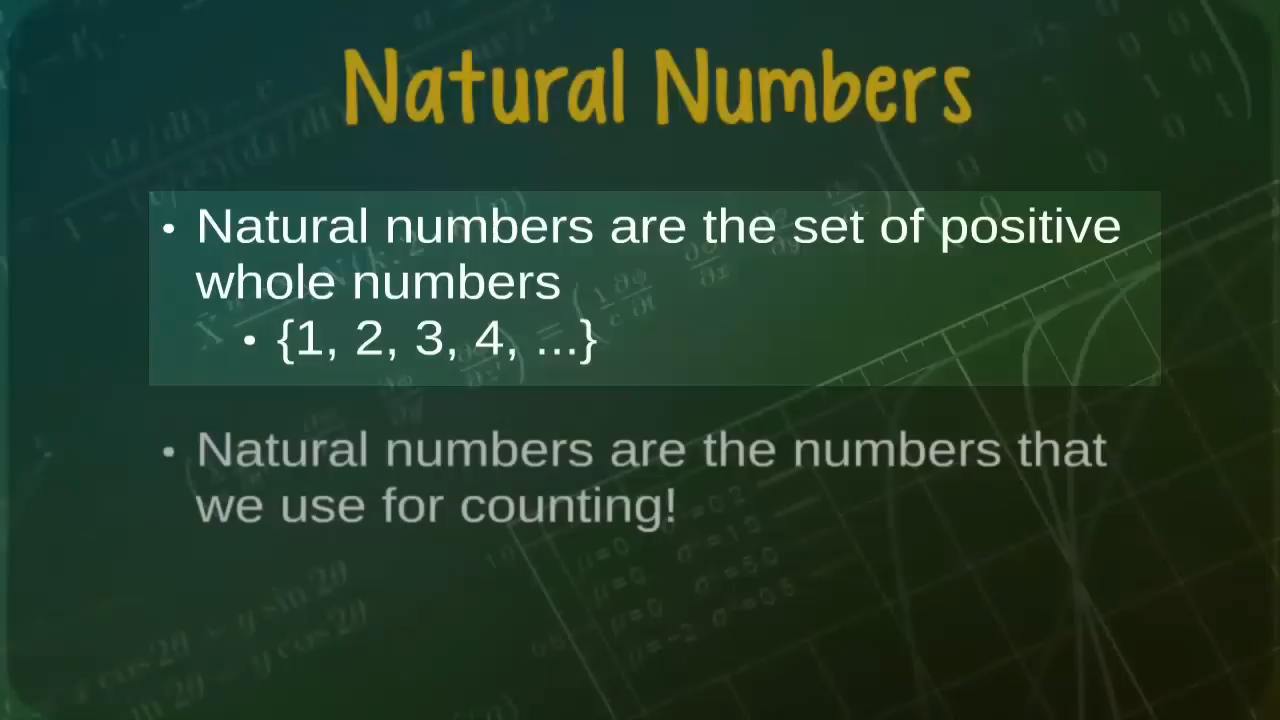 Natural Numbers
• Natural numbers are the set of positive
whole numbers
• {1, 2, 3, 4, ...}
• Natural numbers are the numbers that
we use for counting!